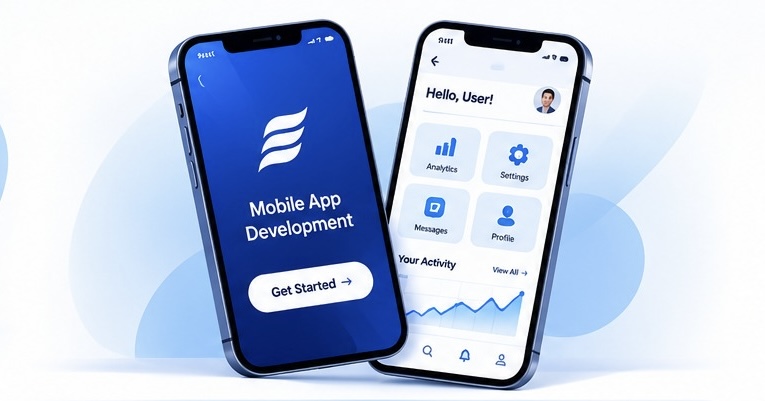 Mobile App
Development
Get Started →
Hello, User!
Analytics
Settings
Messages
Profile
Your Activity
View All →